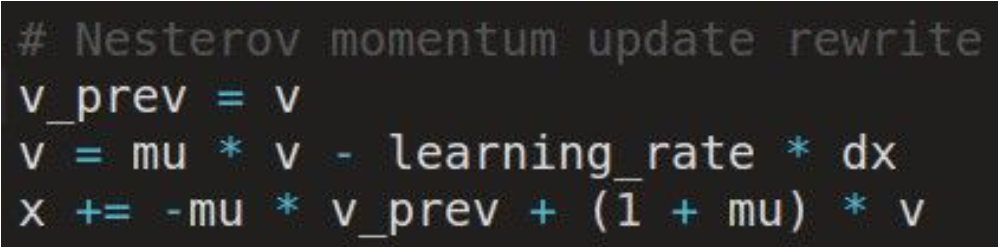 # Nesterov momentum update rewrite
v_prev = v
v = mu * v - learning_rate * dx
x += -mu * v_prev + (1 + mu) * v